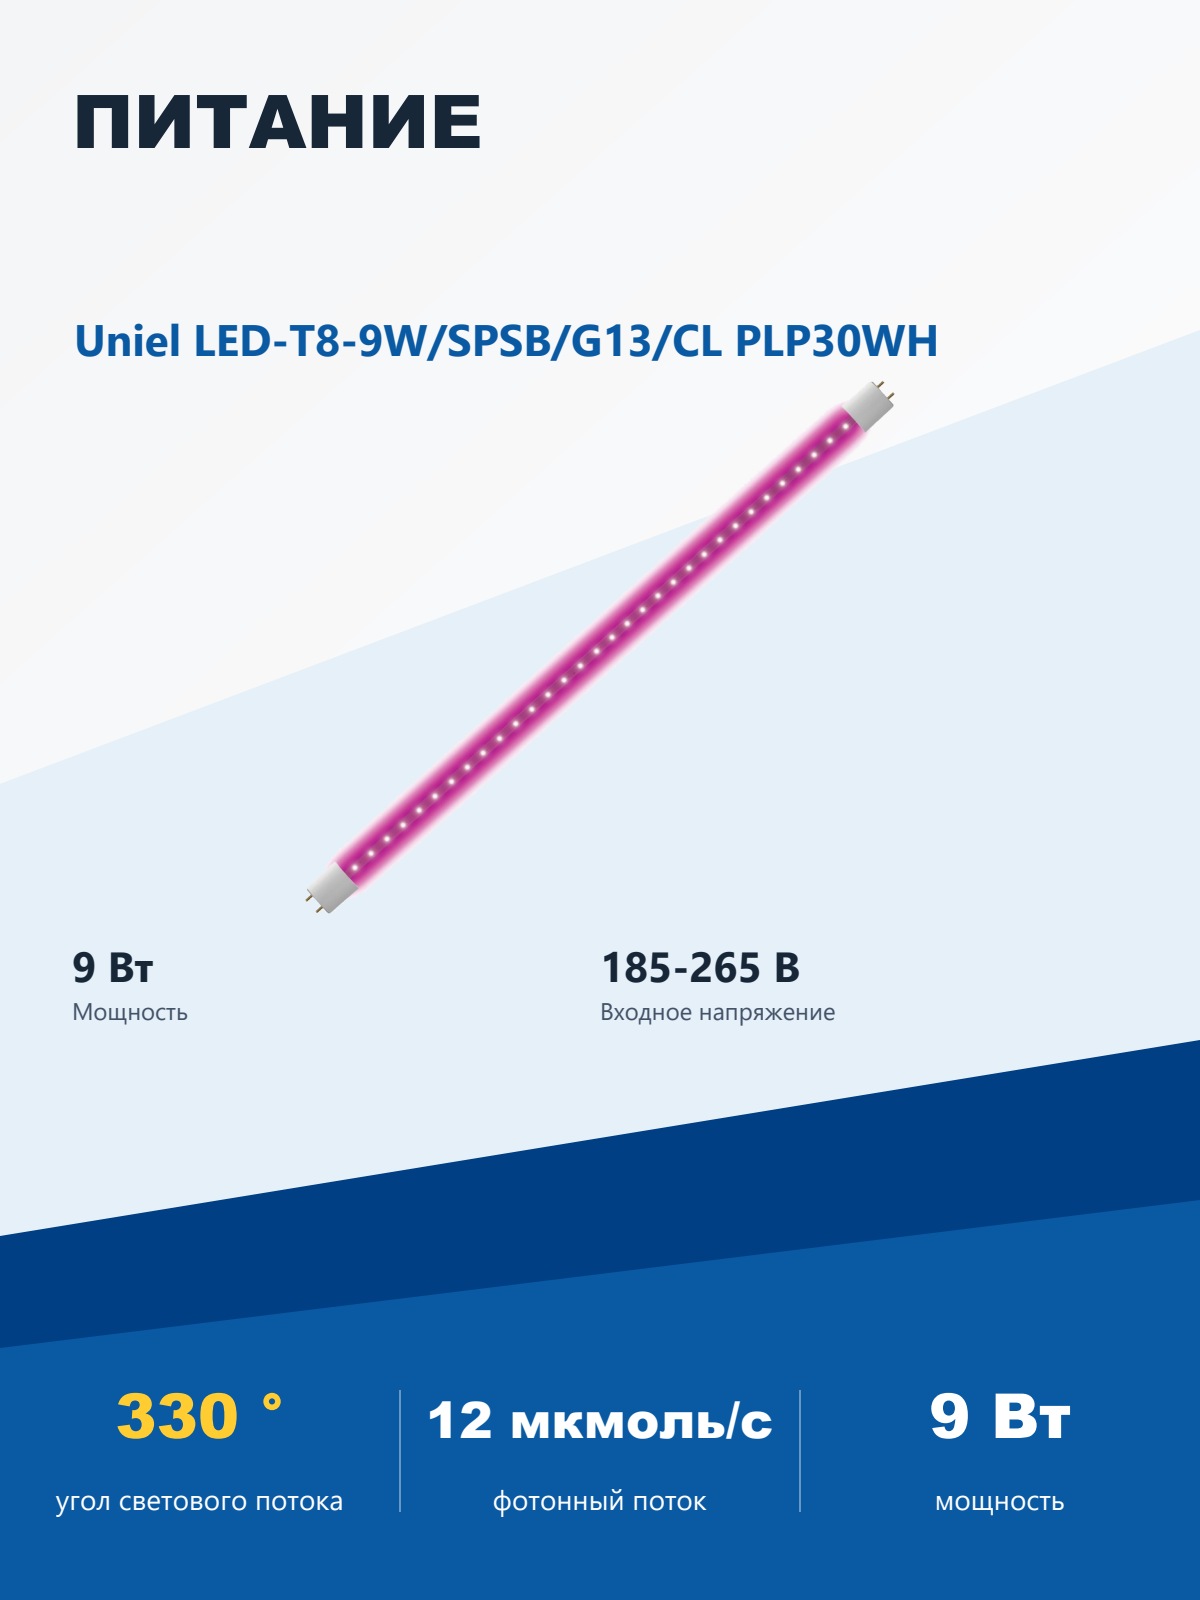 ПИТАНИЕ
Uniel LED-T8-9W/SPSB/G13/CL PLP30WH
9 Вт
Мощность
185-265 В
Входное напряжение
330 °
угол светового потока
12 мкмоль/с
фотонный поток
9 Вт
мощность